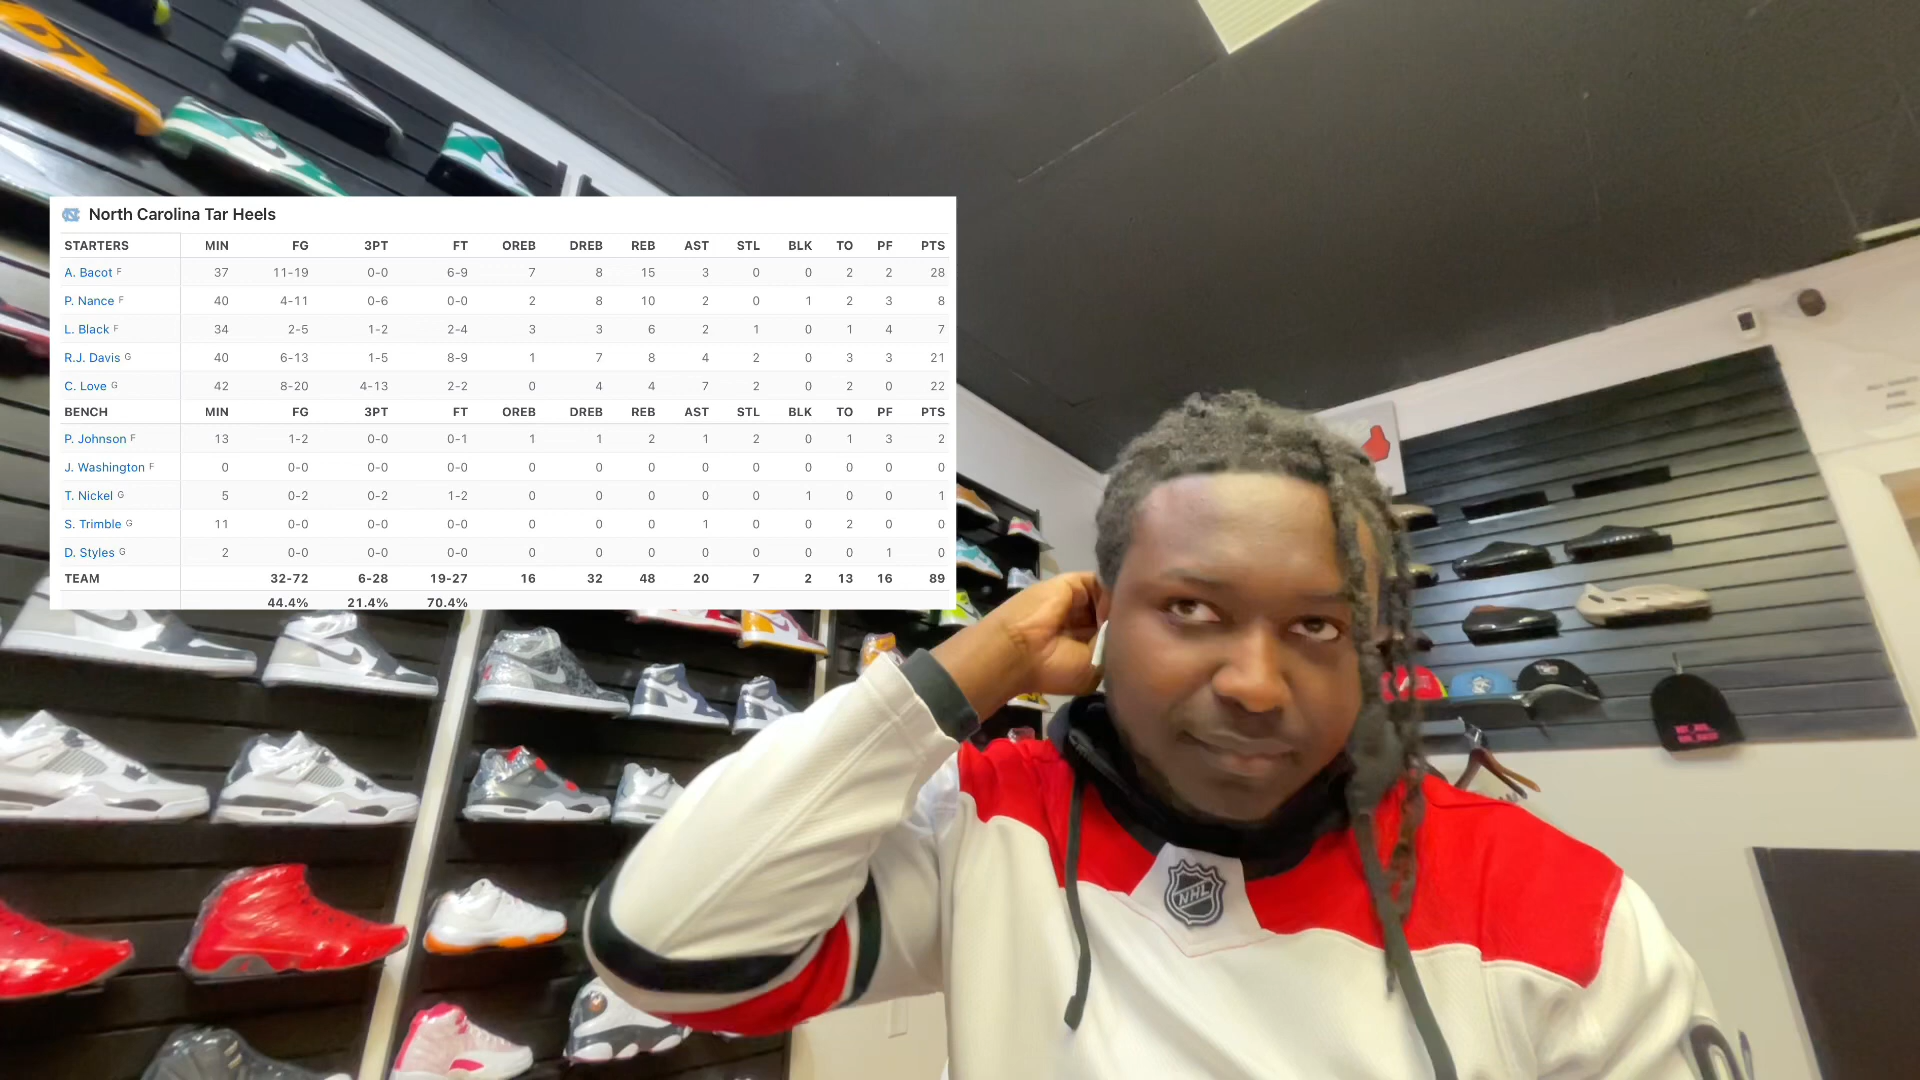 North Carolina Tar Heels
STARTERS MIN FG 3PT FT OREB DREB REB AST STL BLK TO PF PTS
A. Bacot F 37 11-19 0-0 6-9 7 8 15 3 0 0 2 2 28
P. Nance F 40 4-11 0-6 0-0 2 8 10 2 0 1 2 3 8
L. Black F 34 2-5 1-2 2-4 3 3 6 2 1 0 1 4 7
R.J. Davis G 40 6-13 1-5 8-9 1 7 8 4 2 0 3 3 21
C. Love G 42 8-20 4-13 2-2 0 4 4 7 2 0 2 0 22
BENCH MIN FG 3PT FT OREB DREB REB AST STL BLK TO PF PTS
P. Johnson F 13 1-2 0-0 0-1 1 1 2 1 2 0 1 3 2
J. Washington F 0 0-0 0-0 0-0 0 0 0 0 0 0 0 0 0
T. Nickel G 5 0-2 0-2 1-2 0 0 0 0 0 1 0 0 1
S. Trimble G 11 0-0 0-0 0-0 0 0 0 1 0 0 2 0 0
D. Styles G 2 0-0 0-0 0-0 0 0 0 0 0 0 0 1 0
TEAM 32-72 6-28 19-27 16 32 48 20 7 2 13 16 89
44.4% 21.4% 70.4%
NHL